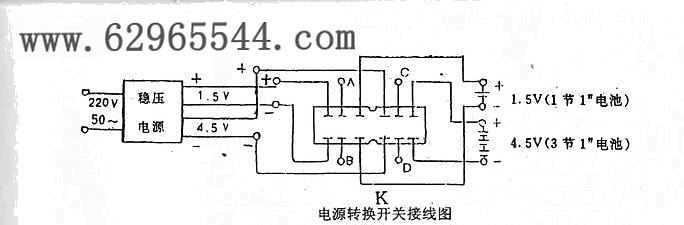 www.62965544.com
+ + + C +
A
稳压 + 1.5V - 1.5V(1节1"电池)
220V -
+ +
50~ 电源 4.5V - 4.5V(3节1"电池)
- - B D -
K
电源转换开关接线图